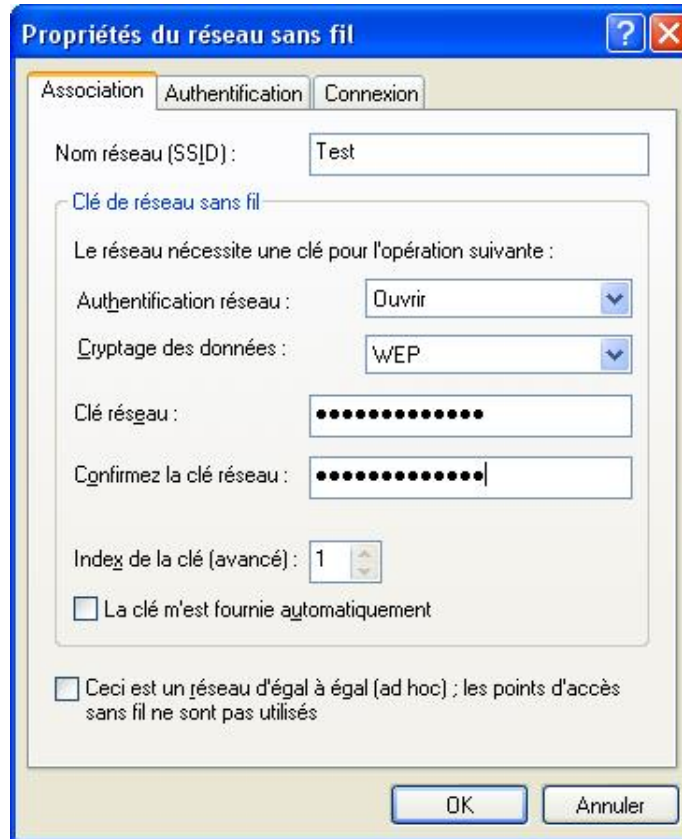 Propriétés du réseau sans fil
Association Authentification Connexion
Nom réseau (SSID) : Test
Clé de réseau sans fil
Le réseau nécessite une clé pour l'opération suivante :
Authentification réseau : Ouvrir
Cryptage des données : WEP
Clé réseau : •••••••••••••
Confirmez la clé réseau : •••••••••••••
Index de la clé (avancé) : 1
La clé m'est fournie automatiquement
Ceci est un réseau d'égal à égal (ad hoc) ; les points d'accès
sans fil ne sont pas utilisés
OK Annuler